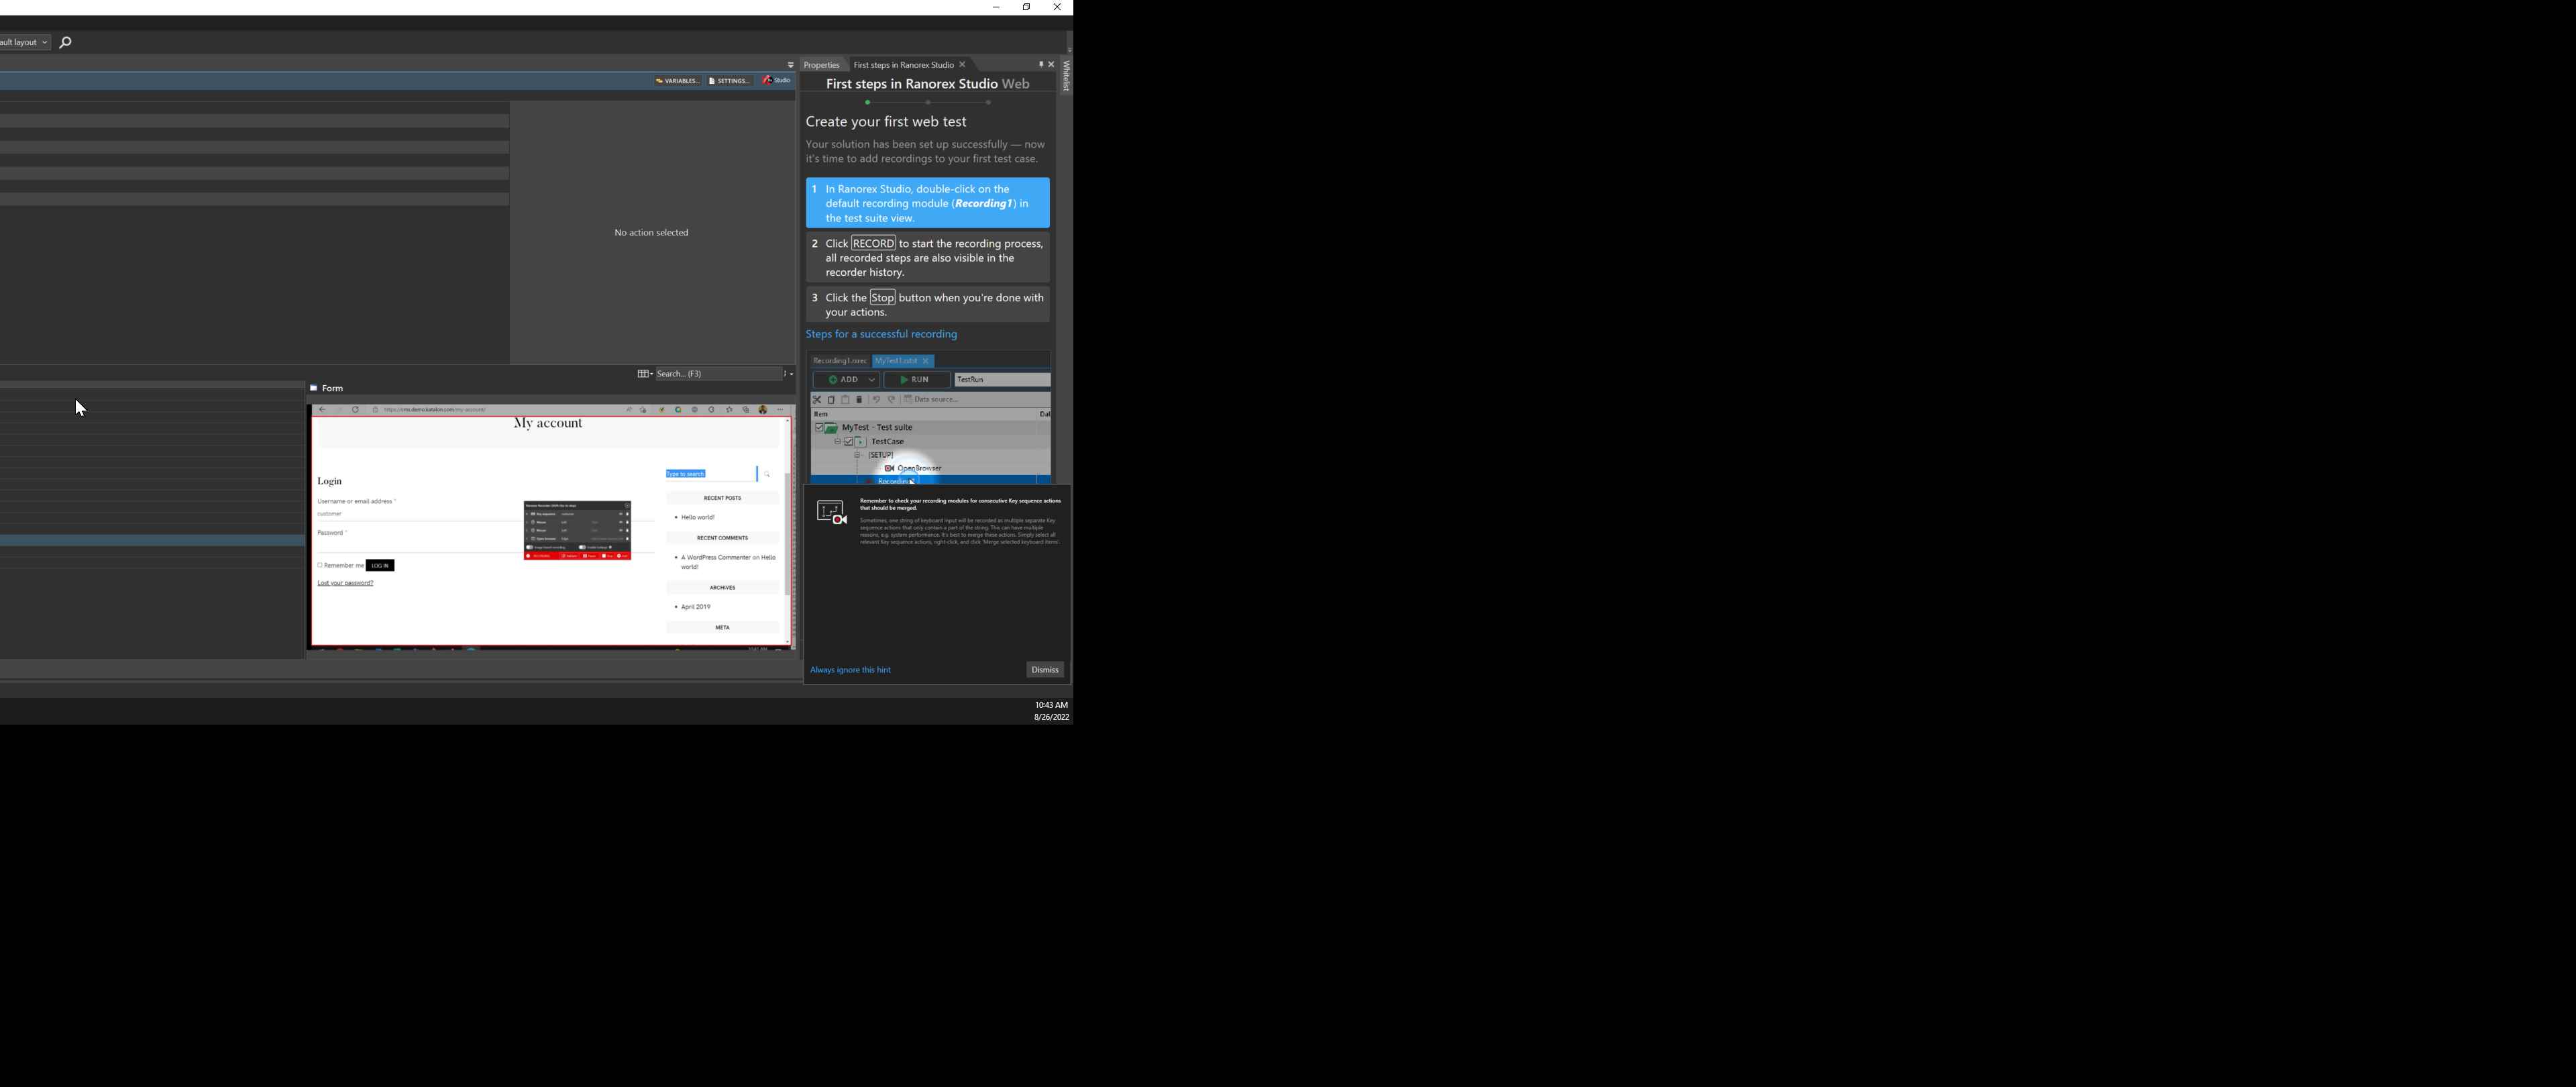 ault layout
VARIABLES...
SETTINGS...
Studio
No action selected
Search... (F3)
Form
https://cms.demo.katalon.com/my-account/
My account
Login
Username or email address *
customer
Password *
Remember me
LOG IN
Lost your password?
Type to search
RECENT POSTS
Hello world!
RECENT COMMENTS
A WordPress Commenter on Hello
world!
ARCHIVES
April 2019
META
Properties
First steps in Ranorex Studio
Whitelist
First steps in Ranorex Studio Web
Create your first web test
Your solution has been set up successfully — now
it's time to add recordings to your first test case.
1 In Ranorex Studio, double-click on the
default recording module (Recording1) in
the test suite view.
2 Click RECORD to start the recording process,
all recorded steps are also visible in the
recorder history.
3 Click the Stop button when you're done with
your actions.
Steps for a successful recording
Recording1.rxrec
MyTest1.rxtst
ADD
RUN
TestRun
Data source...
Item
Dat
MyTest - Test suite
TestCase
[SETUP]
OpenBrowser
Remember to check your recording modules for consecutive Key sequence actions
that should be merged.
Sometimes, one string of keyboard input will be recorded as multiple separate Key
sequence actions that only contain a part of the string. This can have multiple
reasons, e.g. system performance. It's best to merge these actions. Simply select all
relevant Key sequence actions, right-click, and click 'Merge selected keyboard items'.
Always ignore this hint
Dismiss
10:43 AM
8/26/2022